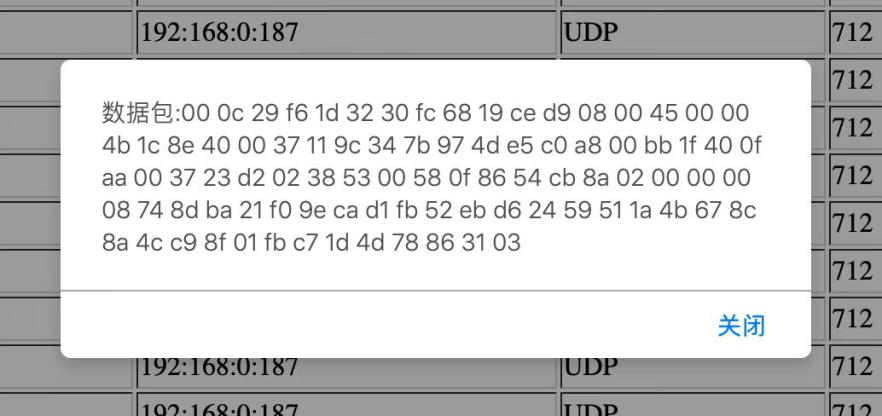 192:168:0:187 UDP 712
712
数据包:00 0c 29 f6 1d 32 30 fc 68 19 ce d9 08 00 45 00 00
712
4b 1c 8e 40 00 37 11 9c 34 7b 97 4d e5 c0 a8 00 bb 1f 40 0f
aa 00 37 23 d2 02 38 53 00 58 0f 86 54 cb 8a 02 00 00 00
712
08 74 8d ba 21 f0 9e ca d1 fb 52 eb d6 24 59 51 1a 4b 67 8c
712
8a 4c c9 8f 01 fb c7 1d 4d 78 86 31 03
712
关闭
712
192:168:0:187 UDP 712
192:168:0:187 UDP 712